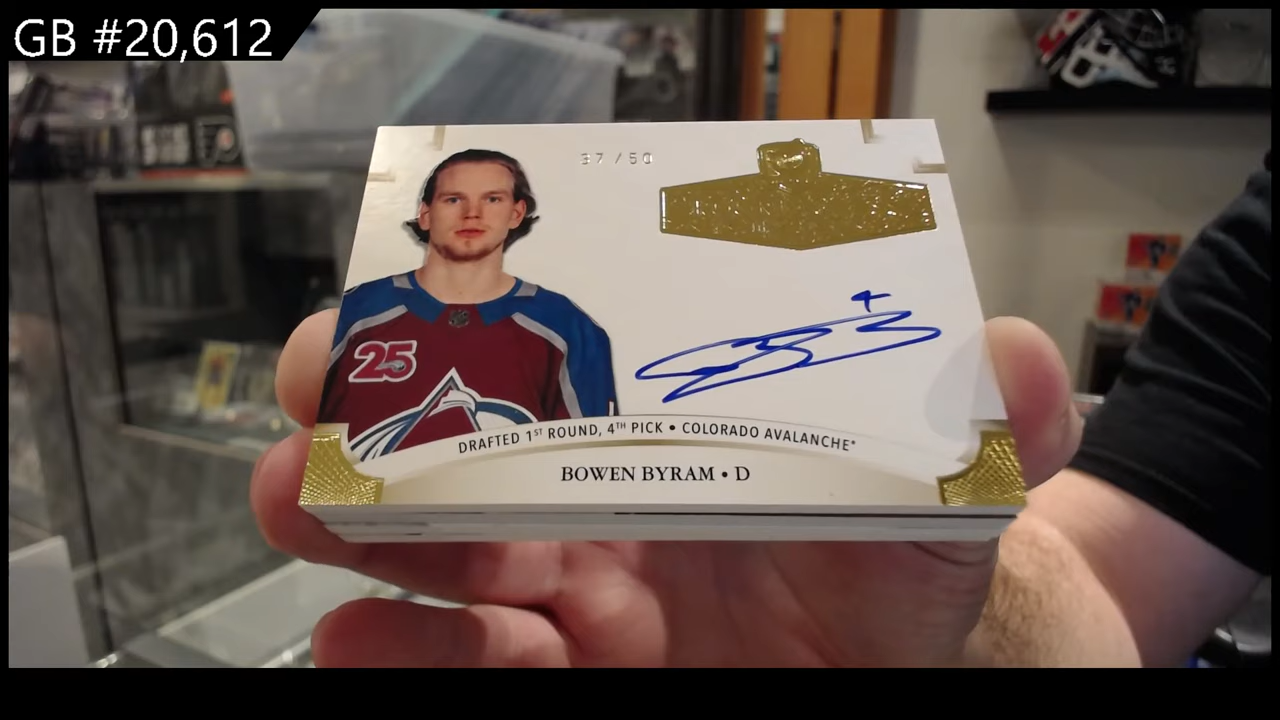 GB #20,612
37/50
25
DRAFTED 1ST ROUND, 4TH PICK • COLORADO AVALANCHE®
BOWEN BYRAM • D